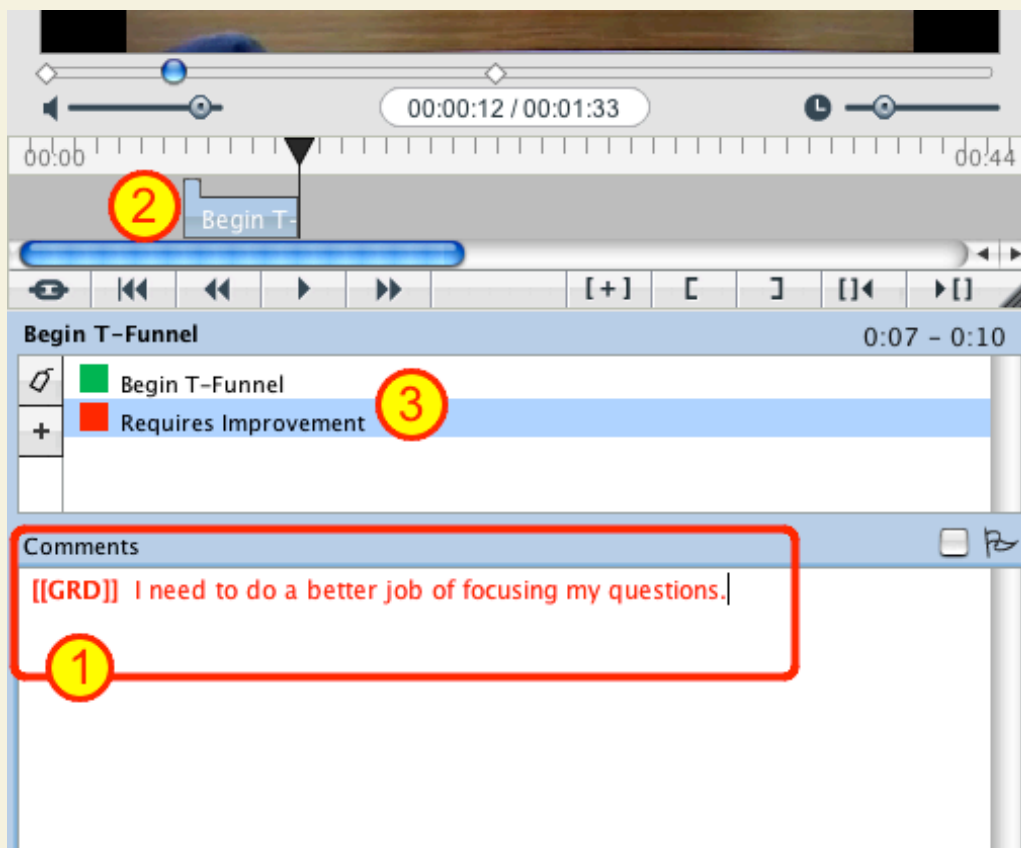 00:00:12 / 00:01:33
00:00 00:44
2
Begin T-
[+] [ ] []
[]
Begin T-Funnel 0:07 - 0:10
Begin T-Funnel
3
+ Requires Improvement
Comments
[[GRD]] I need to do a better job of focusing my questions.
1